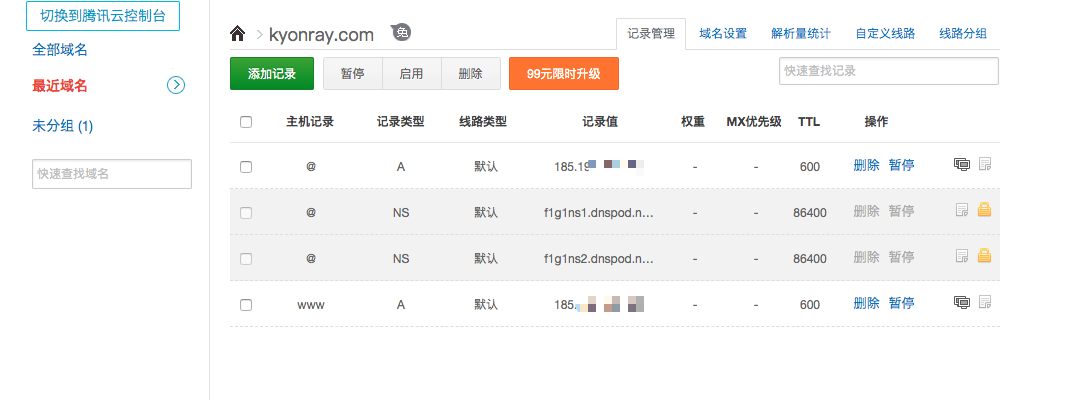 切换到腾讯云控制台
全部域名
最近域名
未分组 (1)
快速查找域名
kyonray.com 免
记录管理 域名设置 解析量统计 自定义线路 线路分组
添加记录 暂停 启用 删除 99元限时升级 快速查找记录
主机记录 记录类型 线路类型 记录值 权重 MX优先级 TTL 操作
@ A 默认 185.19 - - 600 删除 暂停
@ NS 默认 f1g1ns1.dnspod.n... - - 86400 删除 暂停
@ NS 默认 f1g1ns2.dnspod.n... - - 86400 删除 暂停
www A 默认 185. - - 600 删除 暂停